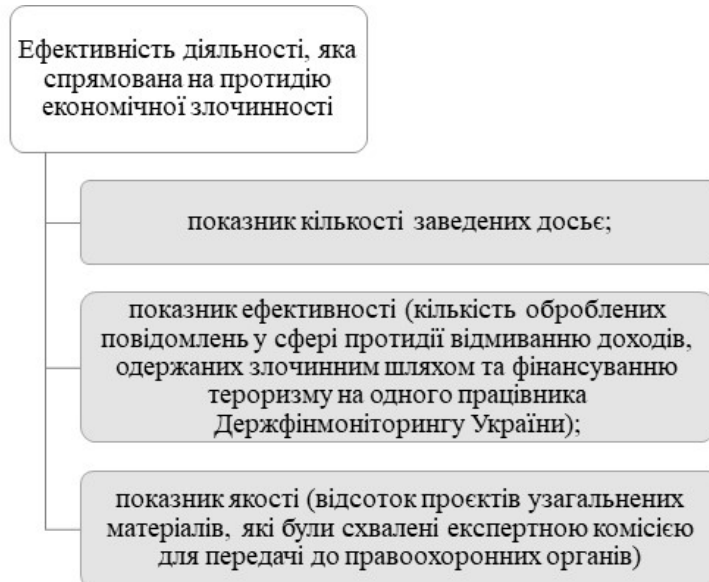 Ефективність діяльності, яка
спрямована на протидію
економічної злочинності
показник кількості заведених досьє;
показник ефективності (кількість оброблених
повідомлень у сфері протидії відмиванню доходів,
одержаних злочинним шляхом та фінансуванню
тероризму на одного працівника
Держфінмоніторингу України);
показник якості (відсоток проєктів узагальнених
матеріалів, які були схвалені експертною комісією
для передачі до правоохоронних органів)